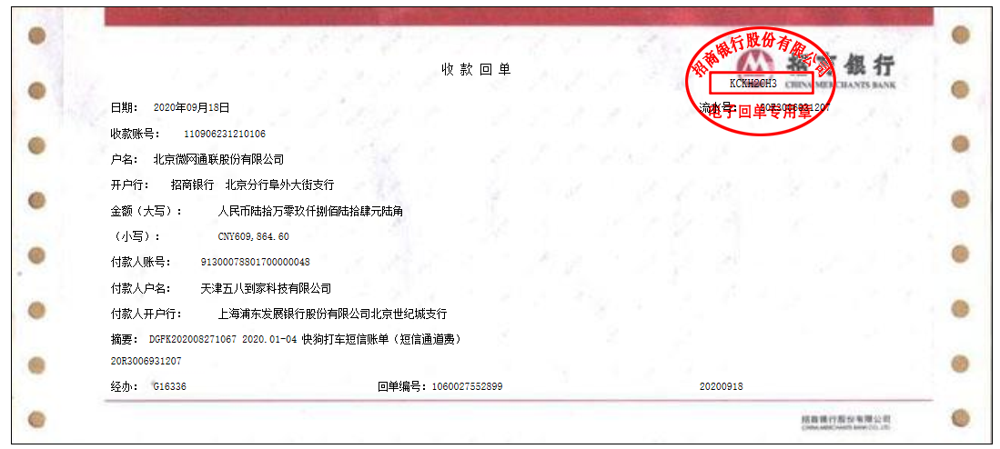 收款回单
招商银行股份有限公司
招商银行
CHINA MERCHANTS BANK
KCKH2CH3
电子回单专用章
日期： 2020年09月18日 流水号：
收款账号： 110906231210106
户名： 北京微网通联股份有限公司
开户行： 招商银行 北京分行阜外大街支行
金额（大写）： 人民币陆拾万零玖仟捌佰陆拾肆元陆角
（小写）： CNY609,864.60
付款人账号： 91300078801700000048
付款人户名： 天津五八到家科技有限公司
付款人开户行： 上海浦东发展银行股份有限公司北京世纪城支行
摘要： DGFK202008271067 2020.01-04 快狗打车短信账单（短信通道费）
20R3006931207
经办： G16336 回单编号：1060027552899 20200918
招商银行股份有限公司
CHINA MERCHANTS BANK CO., LTD